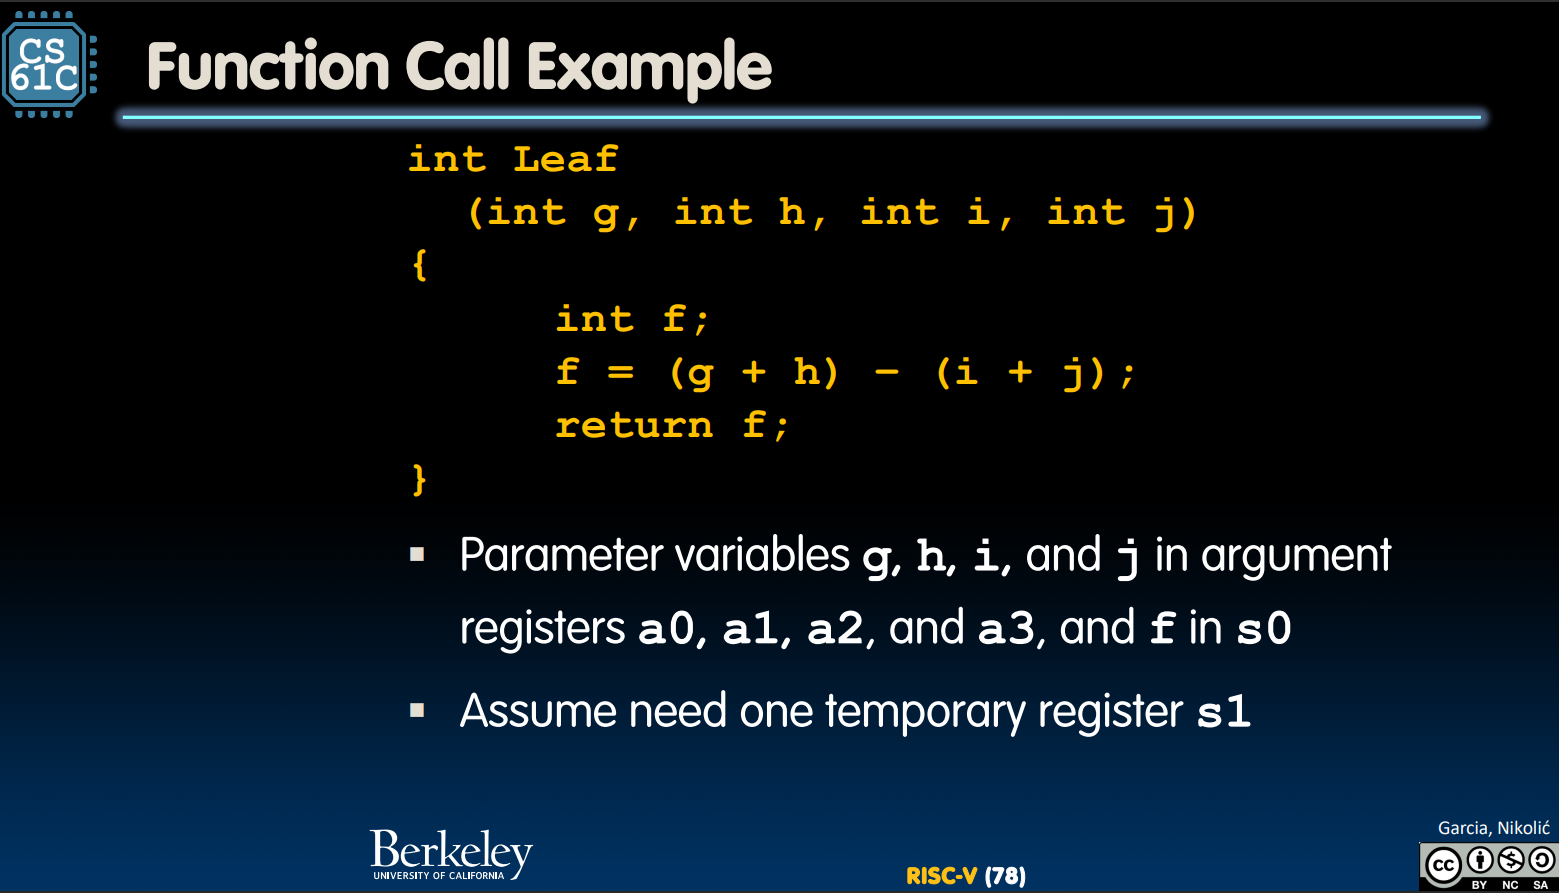 CS
61C
Function Call Example
int Leaf
(int g, int h, int i, int j)
{
int f;
f = (g + h) - (i + j);
return f;
}
▪ Parameter variables g, h, i, and j in argument
registers a0, a1, a2, and a3, and f in s0
▪ Assume need one temporary register s1
Berkeley
UNIVERSITY OF CALIFORNIA
RISC-V (78)
Garcia, Nikolić
cc
BY NC SA